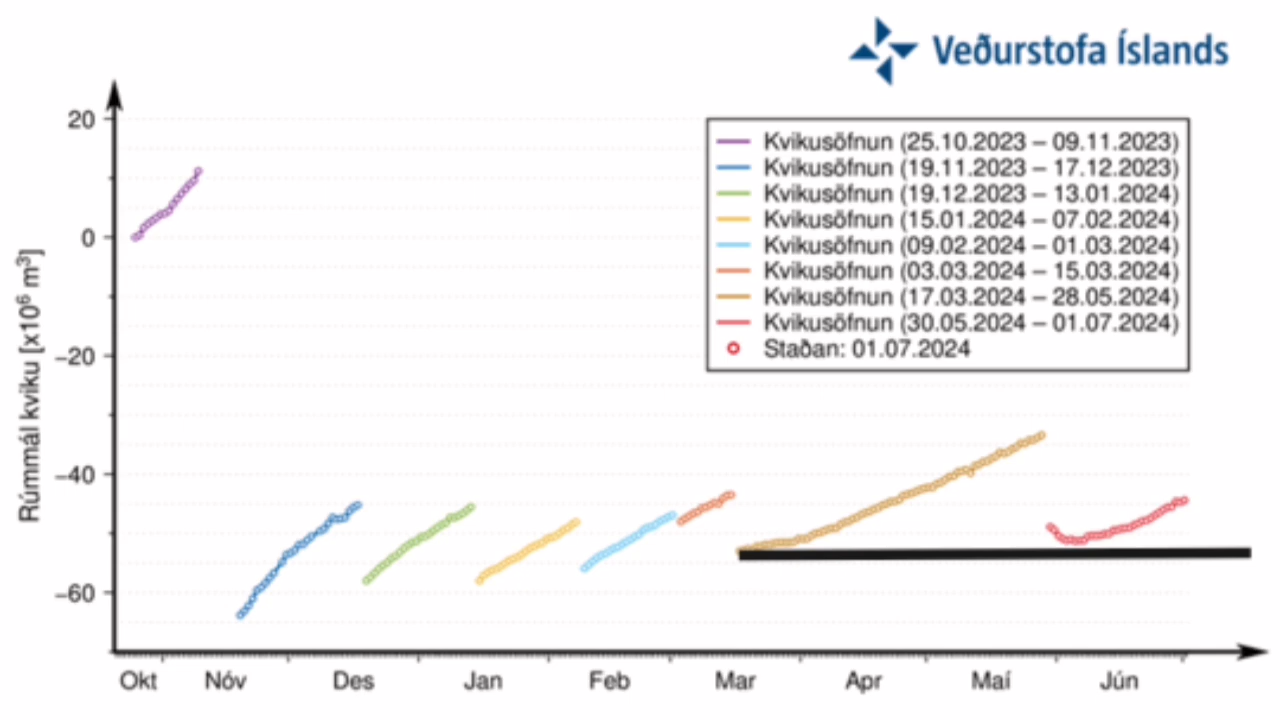 Veðurstofa Íslands
Kvikusöfnun (25.10.2023 – 09.11.2023)
Kvikusöfnun (19.11.2023 – 17.12.2023)
Kvikusöfnun (19.12.2023 – 13.01.2024)
Kvikusöfnun (15.01.2024 – 07.02.2024)
Kvikusöfnun (09.02.2024 – 01.03.2024)
Kvikusöfnun (03.03.2024 – 15.03.2024)
Kvikusöfnun (17.03.2024 – 28.05.2024)
Kvikusöfnun (30.05.2024 – 01.07.2024)
Staðan: 01.07.2024
Rúmmál kviku [x10⁶ m³]
20
0
−20
−40
−60
Okt Nóv Des Jan Feb Mar Apr Maí Jún